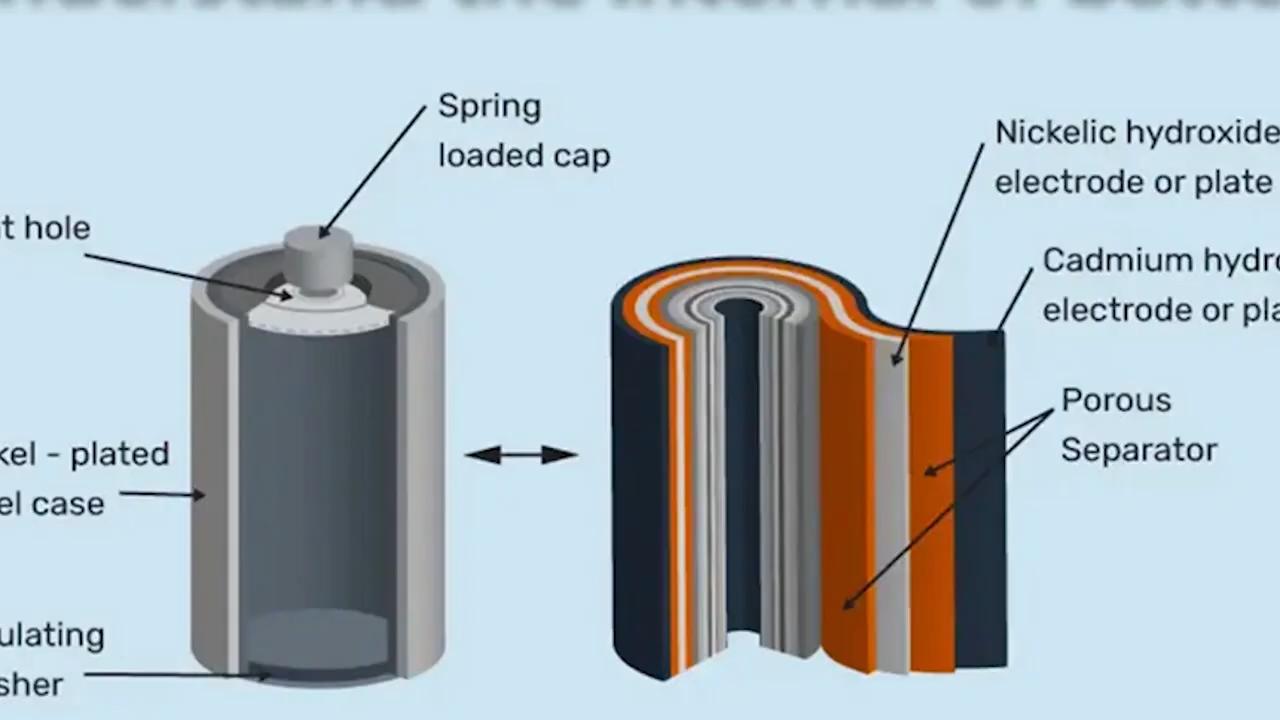 Spring
loaded cap
t hole
kel - plated
el case
ulating
sher
Nickelic hydroxide
electrode or plate
Cadmium hydro
electrode or pla
Porous
Separator